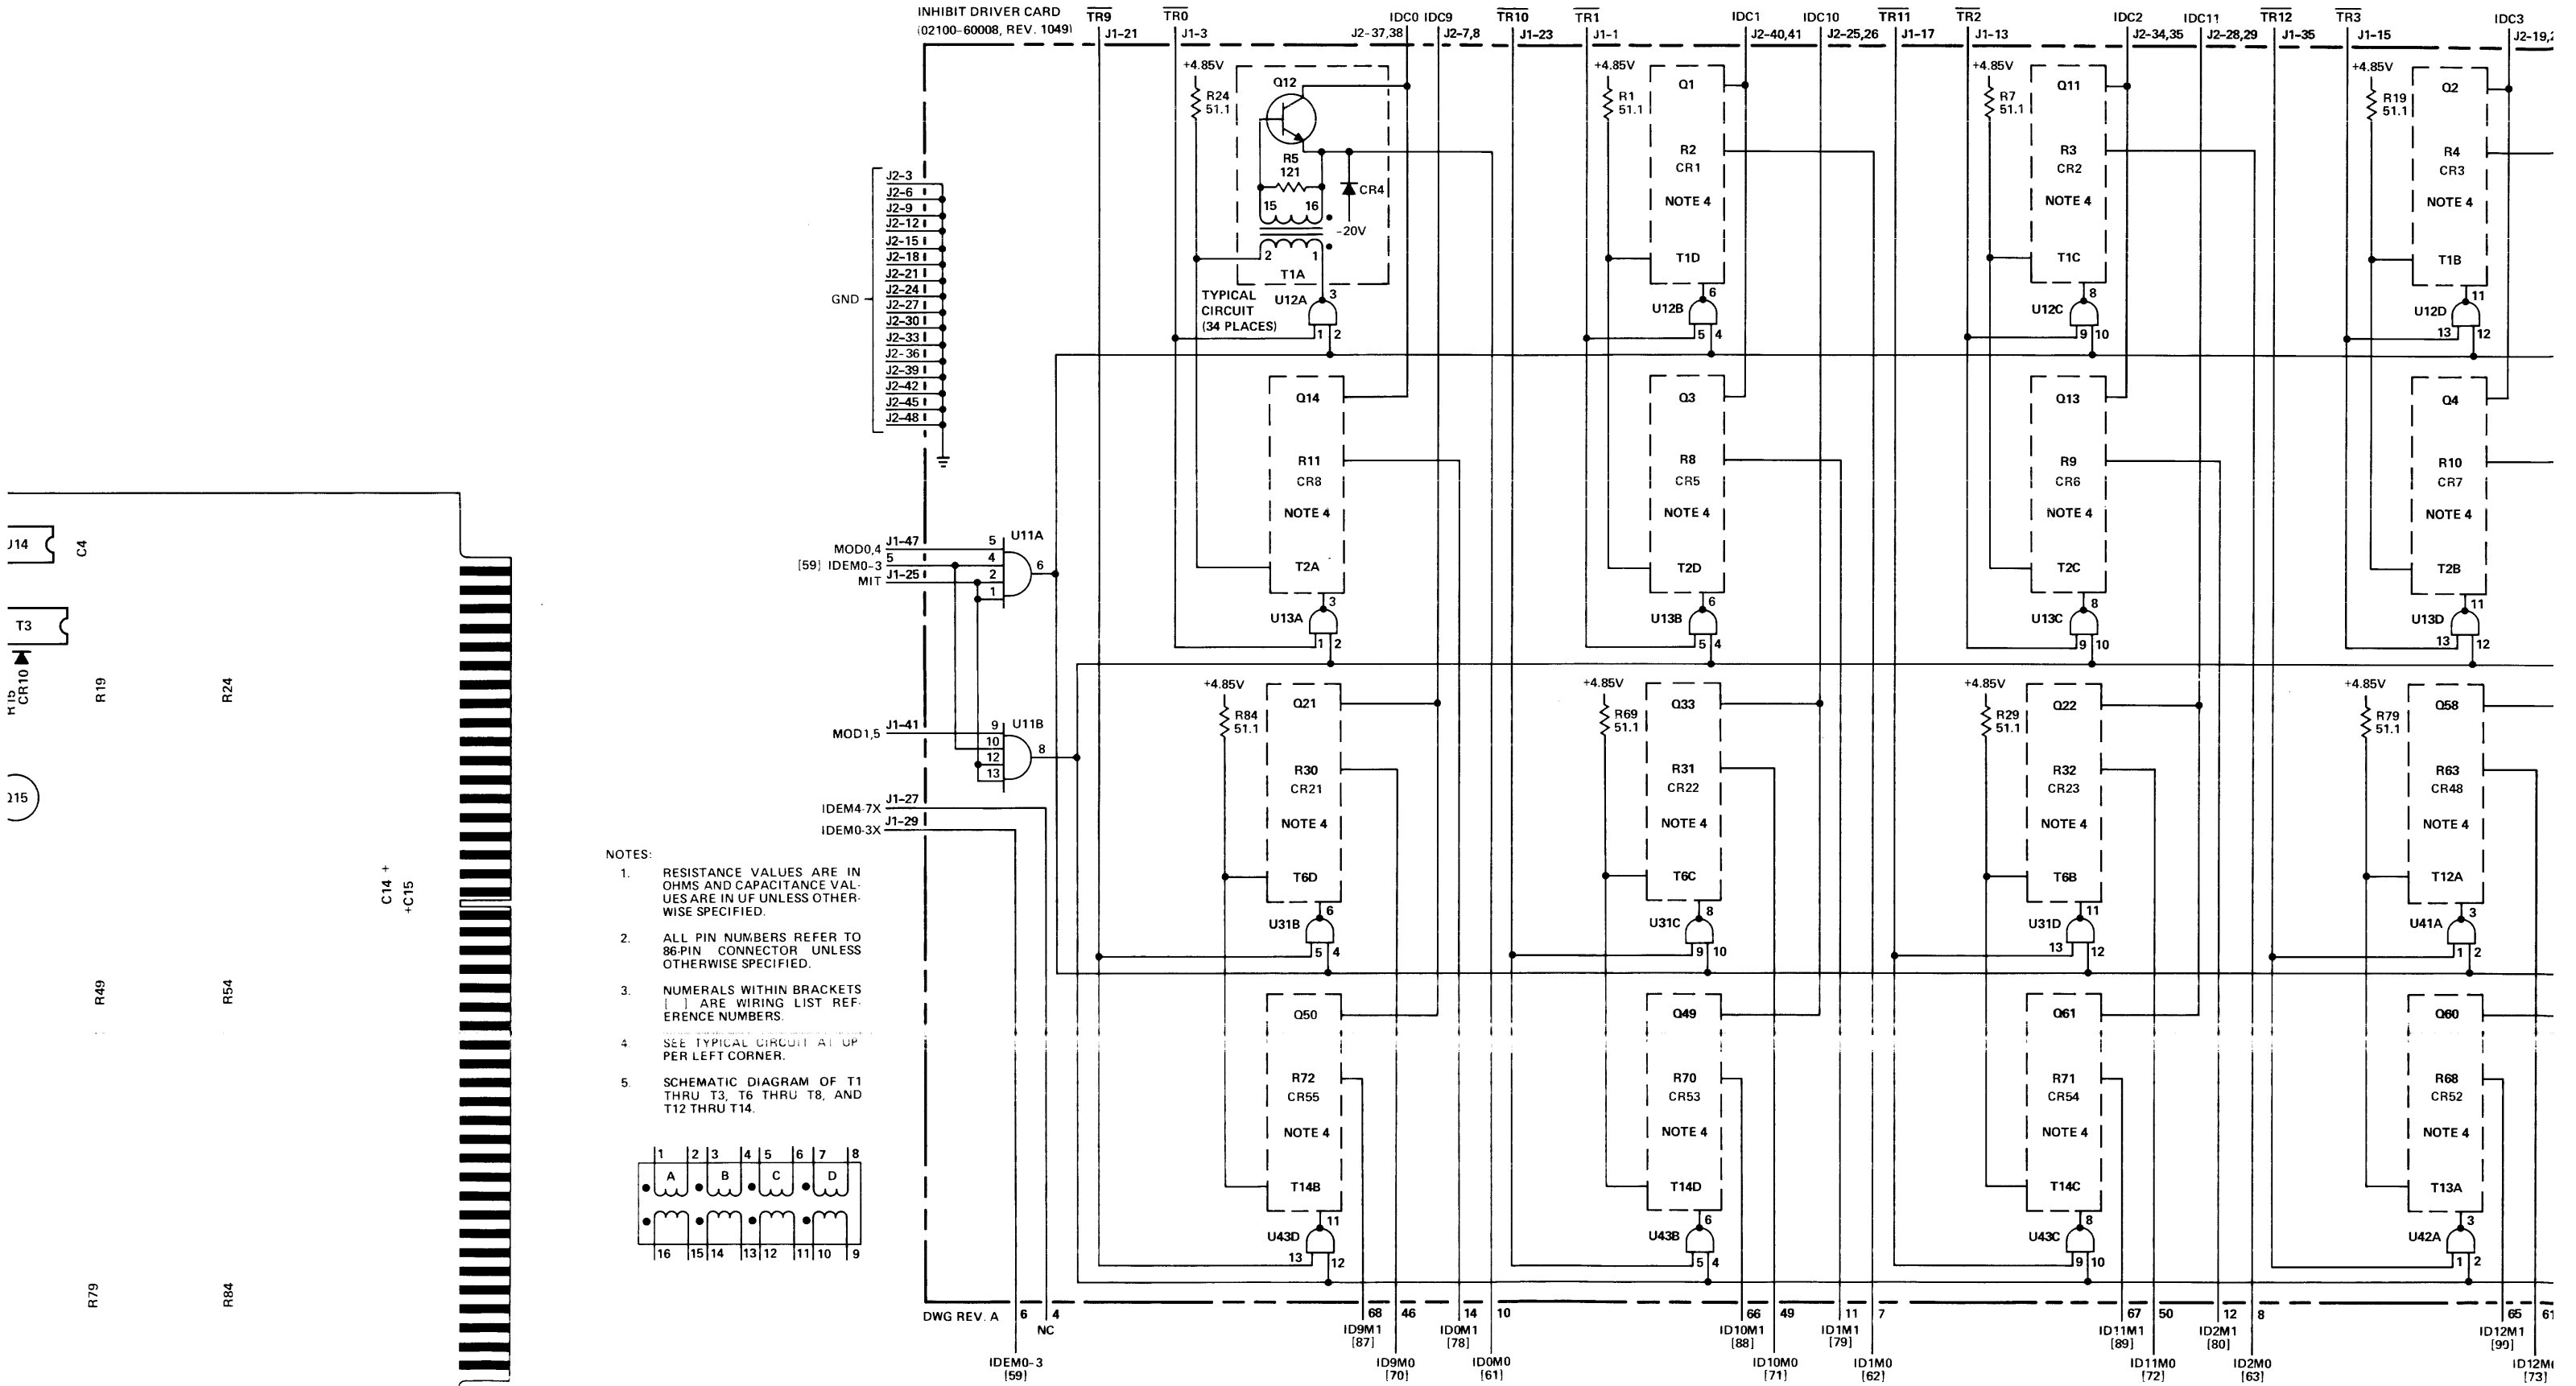 INHIBIT DRIVER CARD
(02100-60008, REV. 1049)
TR9
J1-21
TR0
J1-3
IDC0 IDC9
J2-37,38
J2-7,8
TR10
J1-23
TR1
J1-1
IDC1
J2-40,41
IDC10
J2-25,26
TR11
J1-17
TR2
J1-13
IDC2
J2-34,35
IDC11
J2-28,29
TR12
J1-35
TR3
J1-15
IDC3
J2-19,
+4.85V
R24
51.1
Q12
R5
121
CR4
15 16
-20V
2 1
T1A
TYPICAL
CIRCUIT
(34 PLACES)
U12A
3
1 2
+4.85V
R1
51.1
Q1
R2
CR1
NOTE 4
T1D
U12B
6
5 4
+4.85V
R7
51.1
Q11
R3
CR2
NOTE 4
T1C
U12C
8
9 10
+4.85V
R19
51.1
Q2
R4
CR3
NOTE 4
T1B
U12D
11
13 12
GND
J2-3
J2-6
J2-9
J2-12
J2-15
J2-18
J2-21
J2-24
J2-27
J2-30
J2-33
J2-36
J2-39
J2-42
J2-45
J2-48
Q14
R11
CR8
NOTE 4
T2A
U13A
3
1 2
Q3
R8
CR5
NOTE 4
T2D
U13B
6
5 4
Q13
R9
CR6
NOTE 4
T2C
U13C
8
9 10
Q4
R10
CR7
NOTE 4
T2B
U13D
11
13 12
MOD0,4
J1-47
5
[59] IDEM0-3
5
4
MIT
J1-25
2
1
U11A
6
MOD1,5
J1-41
9
10
12
13
U11B
8
IDEM4-7X
J1-27
IDEM0-3X
J1-29
+4.85V
R84
51.1
Q21
R30
CR21
NOTE 4
T6D
U31B
6
5 4
+4.85V
R69
51.1
Q33
R31
CR22
NOTE 4
T6C
U31C
8
9 10
+4.85V
R29
51.1
Q22
R32
CR23
NOTE 4
T6B
U31D
11
13 12
+4.85V
R79
51.1
Q58
R63
CR48
NOTE 4
T12A
U41A
3
1 2
Q50
R72
CR55
NOTE 4
T14B
U43D
11
13 12
Q49
R70
CR53
NOTE 4
T14D
U43B
6
5 4
Q61
R71
CR54
NOTE 4
T14C
U43C
8
9 10
Q60
R68
CR52
NOTE 4
T13A
U42A
3
1 2
J14
C4
T3
CR10
R15
R19
R24
Q15
C14 +
+C15
R49
R54
R79
R84
NOTES:
1. RESISTANCE VALUES ARE IN
OHMS AND CAPACITANCE VAL-
UES ARE IN UF UNLESS OTHER-
WISE SPECIFIED.
2. ALL PIN NUMBERS REFER TO
86-PIN CONNECTOR UNLESS
OTHERWISE SPECIFIED.
3. NUMERALS WITHIN BRACKETS
[ ] ARE WIRING LIST REF-
ERENCE NUMBERS.
4. SEE TYPICAL CIRCUIT AT UP
PER LEFT CORNER.
5. SCHEMATIC DIAGRAM OF T1
THRU T3, T6 THRU T8, AND
T12 THRU T14.
1 2 3 4 5 6 7 8
A B C D
16 15 14 13 12 11 10 9
DWG REV. A
6 4
NC
IDEM0-3
[59]
68 46 14 10
ID9M1
[87]
ID9M0
[70]
ID0M1
[78]
ID0M0
[61]
66 49 11 7
ID10M1
[88]
ID10M0
[71]
ID1M1
[79]
ID1M0
[62]
67 50 12 8
ID11M1
[89]
ID11M0
[72]
ID2M1
[80]
ID2M0
[63]
65 61
ID12M1
[99]
ID12M
[73]